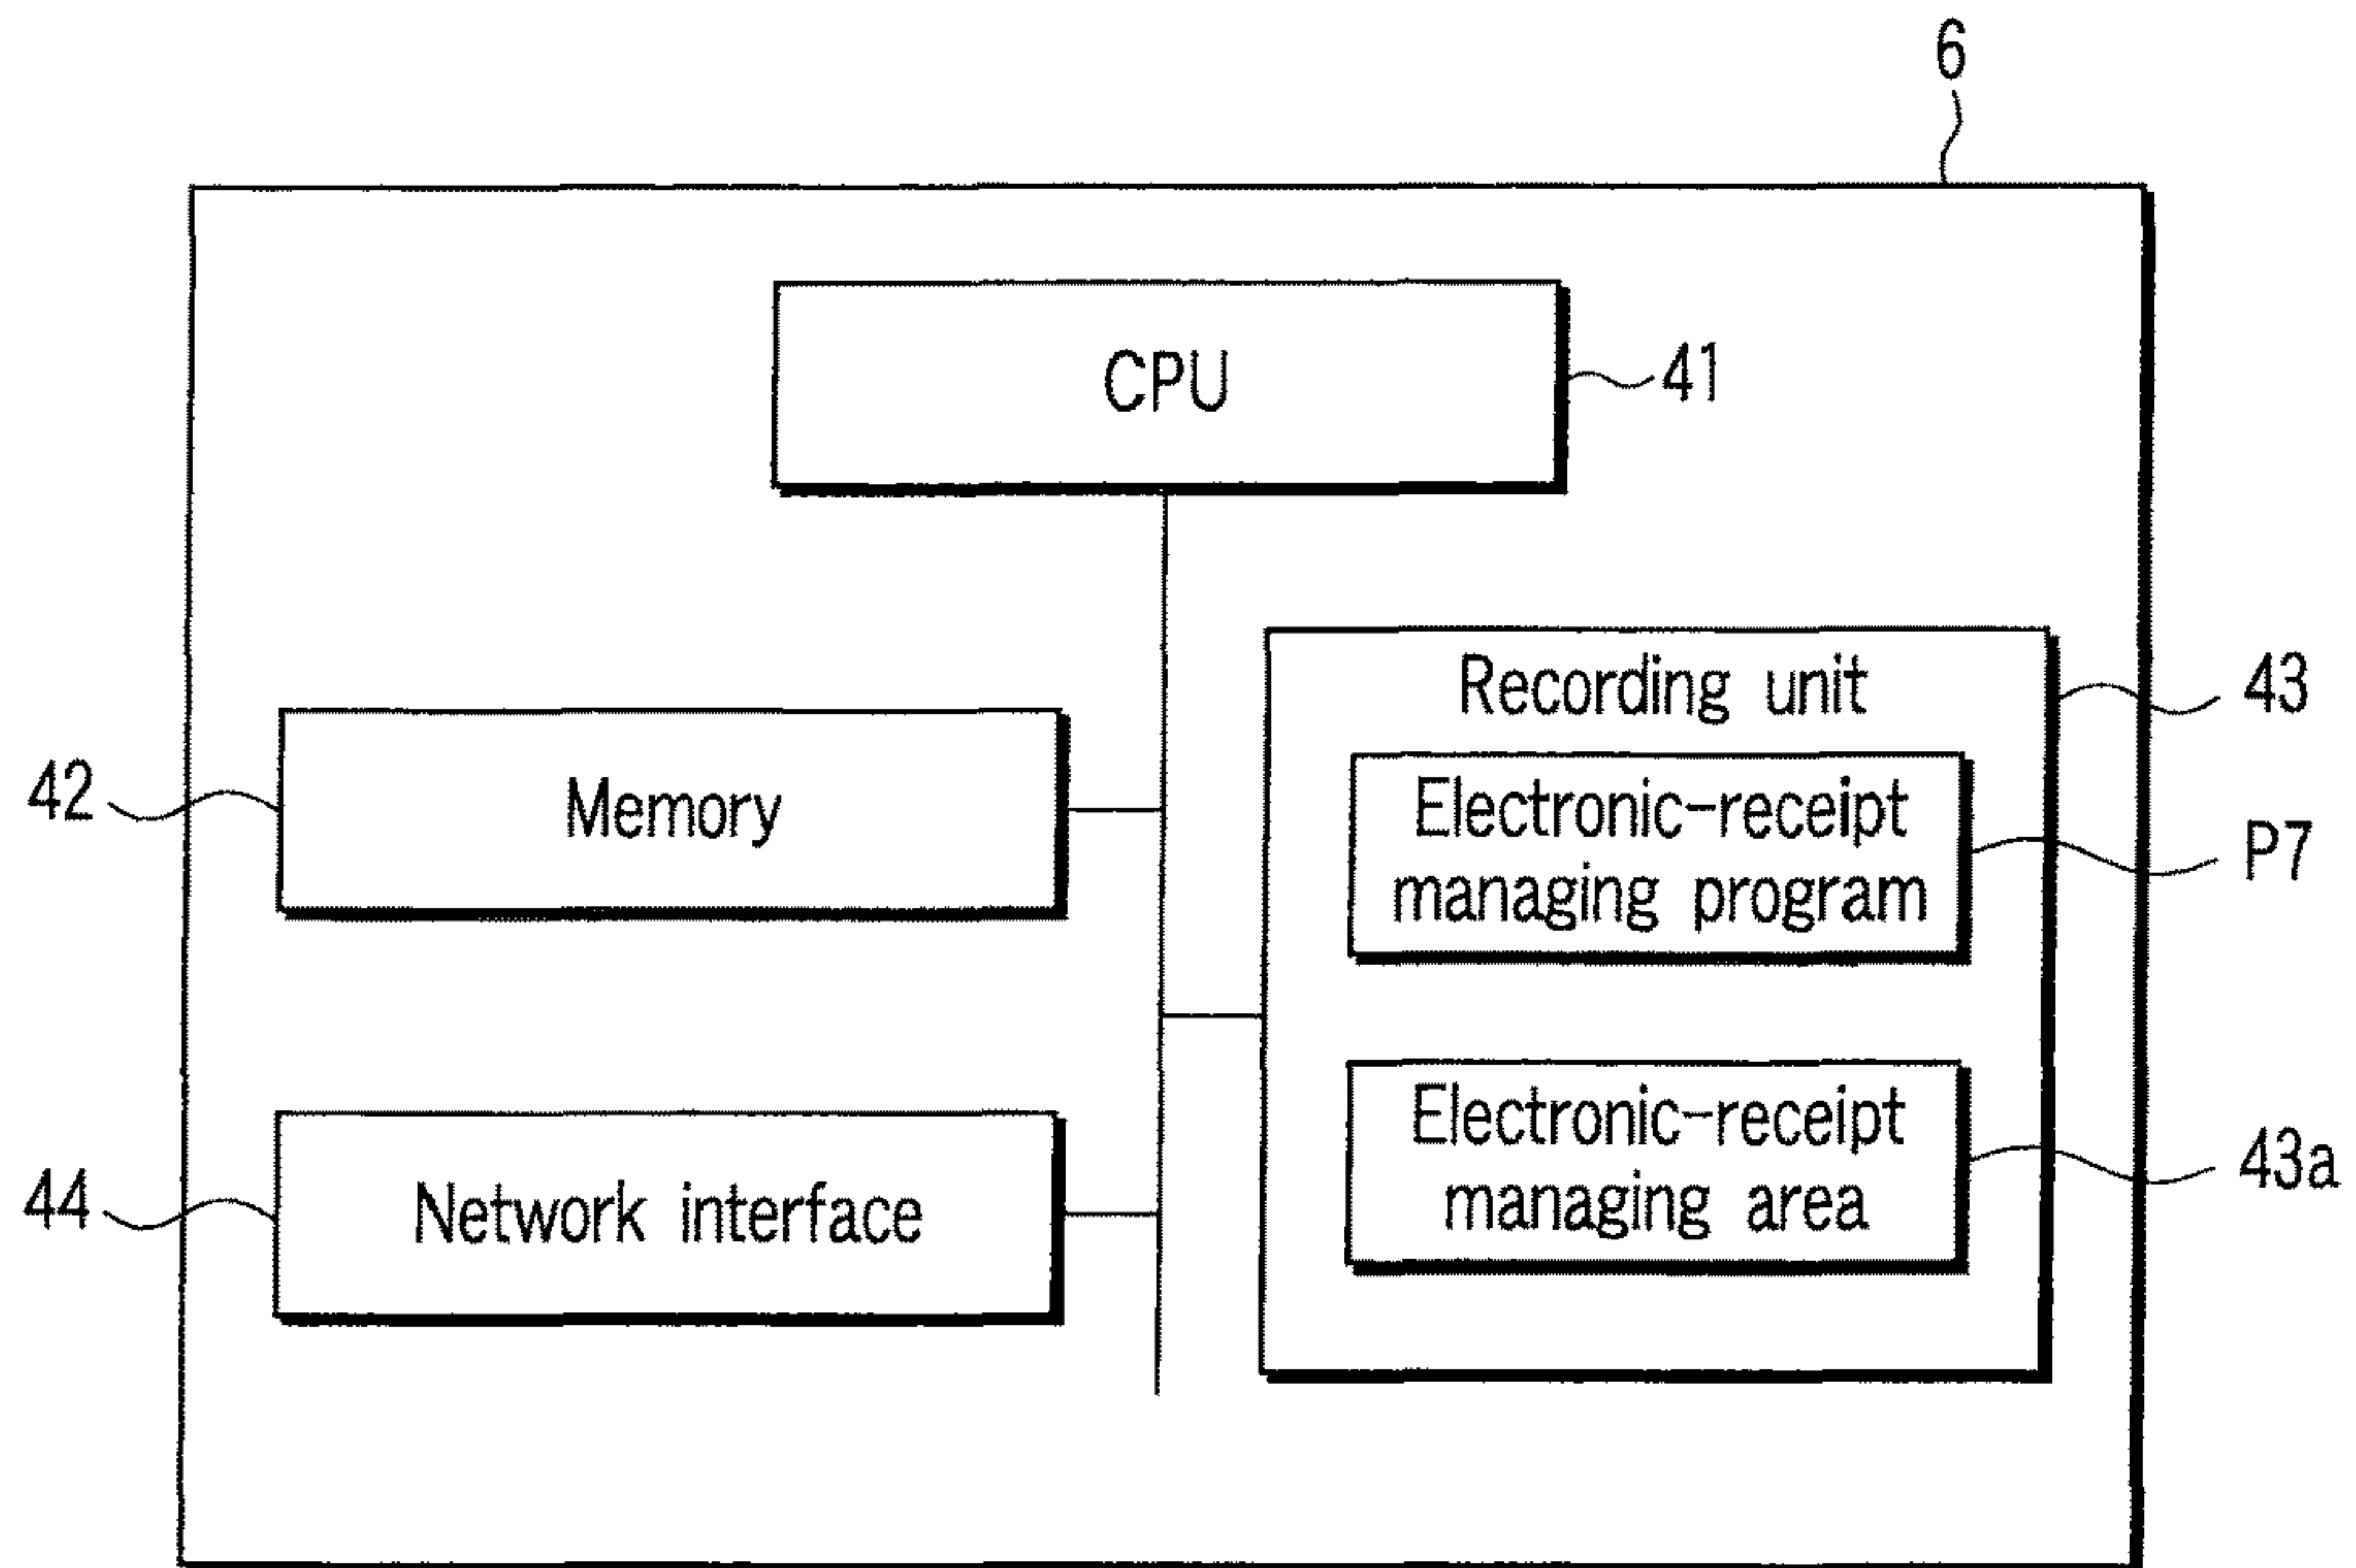 6
CPU
41
Recording unit
43
42
Memory
Electronic-receipt
managing program
P7
44
Network interface
Electronic-receipt
managing area
43a